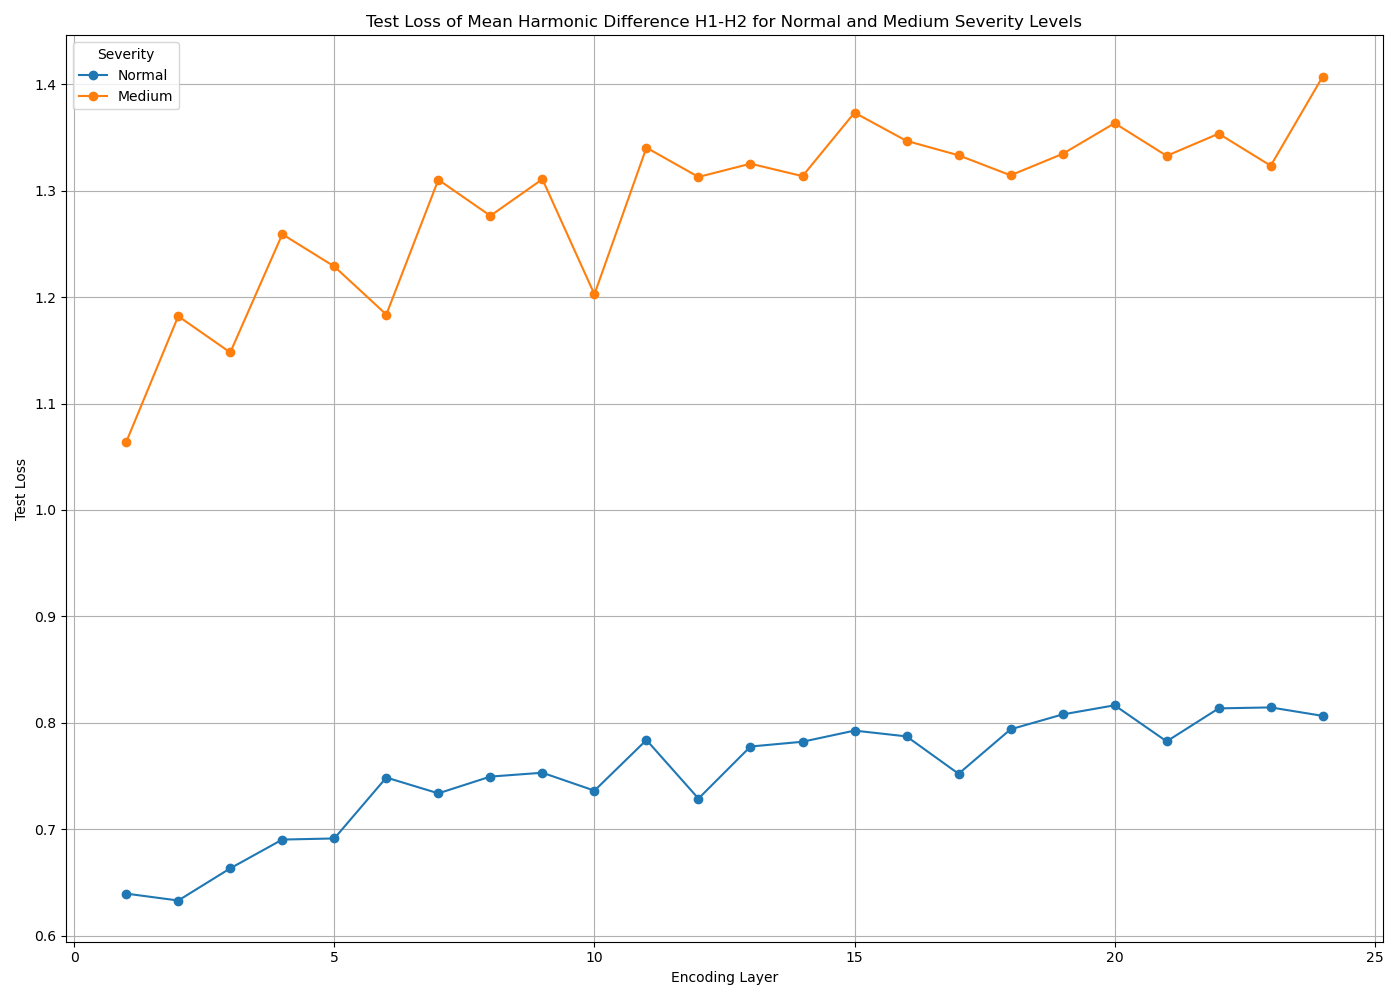 Test Loss of Mean Harmonic Difference H1-H2 for Normal and Medium Severity Levels
Severity
Normal
Medium
1.4
1.3
1.2
1.1
1.0
0.9
0.8
0.7
0.6
Test Loss
0 5 10 15 20 25
Encoding Layer